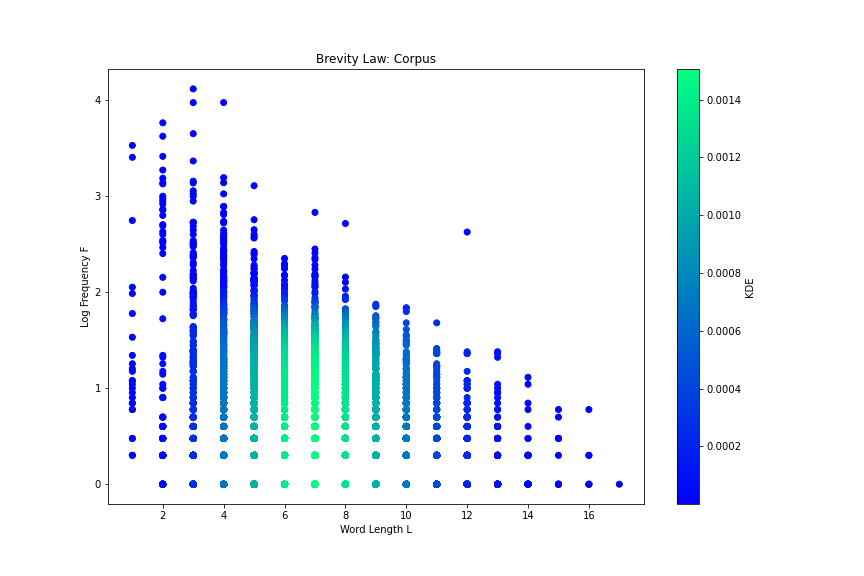 Brevity Law: Corpus
Log Frequency F
4
3
2
1
0
2 4 6 8 10 12 14 16
Word Length L
0.0014
0.0012
0.0010
0.0008
0.0006
0.0004
0.0002
KDE